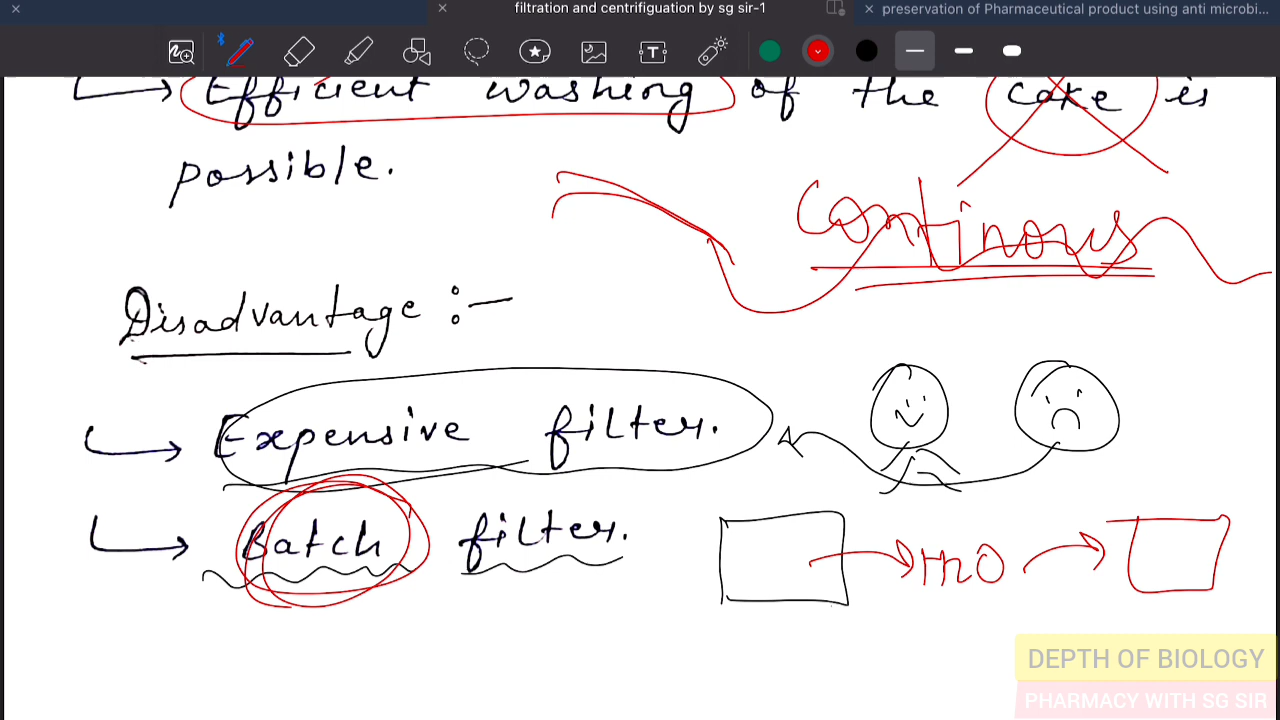 filtration and centrifiguation by sg sir-1
preservation of Pharmaceutical product using anti microbi...
Efficient washing of the cake is
possible.
continous
Disadvantage :-
Expensive filter.
Batch filter.
DEPTH OF BIOLOGY
PHARMACY WITH SG SIR